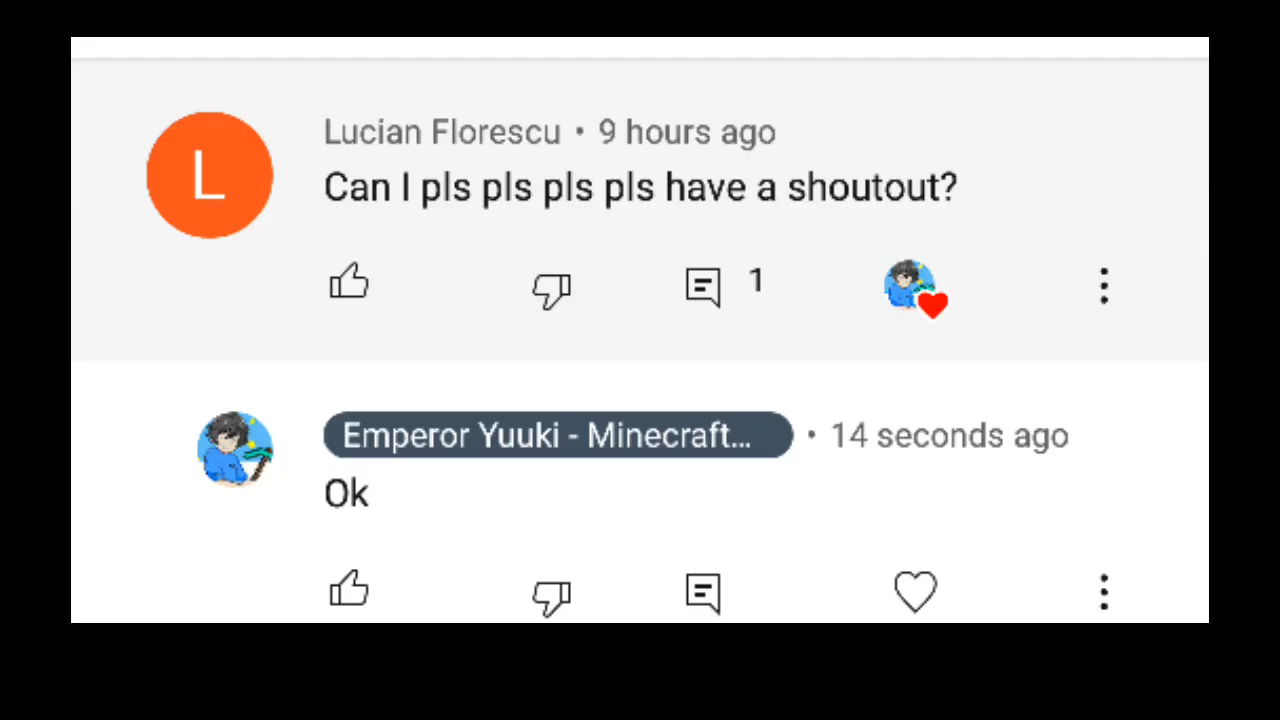 L
Lucian Florescu • 9 hours ago
Can I pls pls pls pls have a shoutout?
1
Emperor Yuuki - Minecraft... • 14 seconds ago
Ok